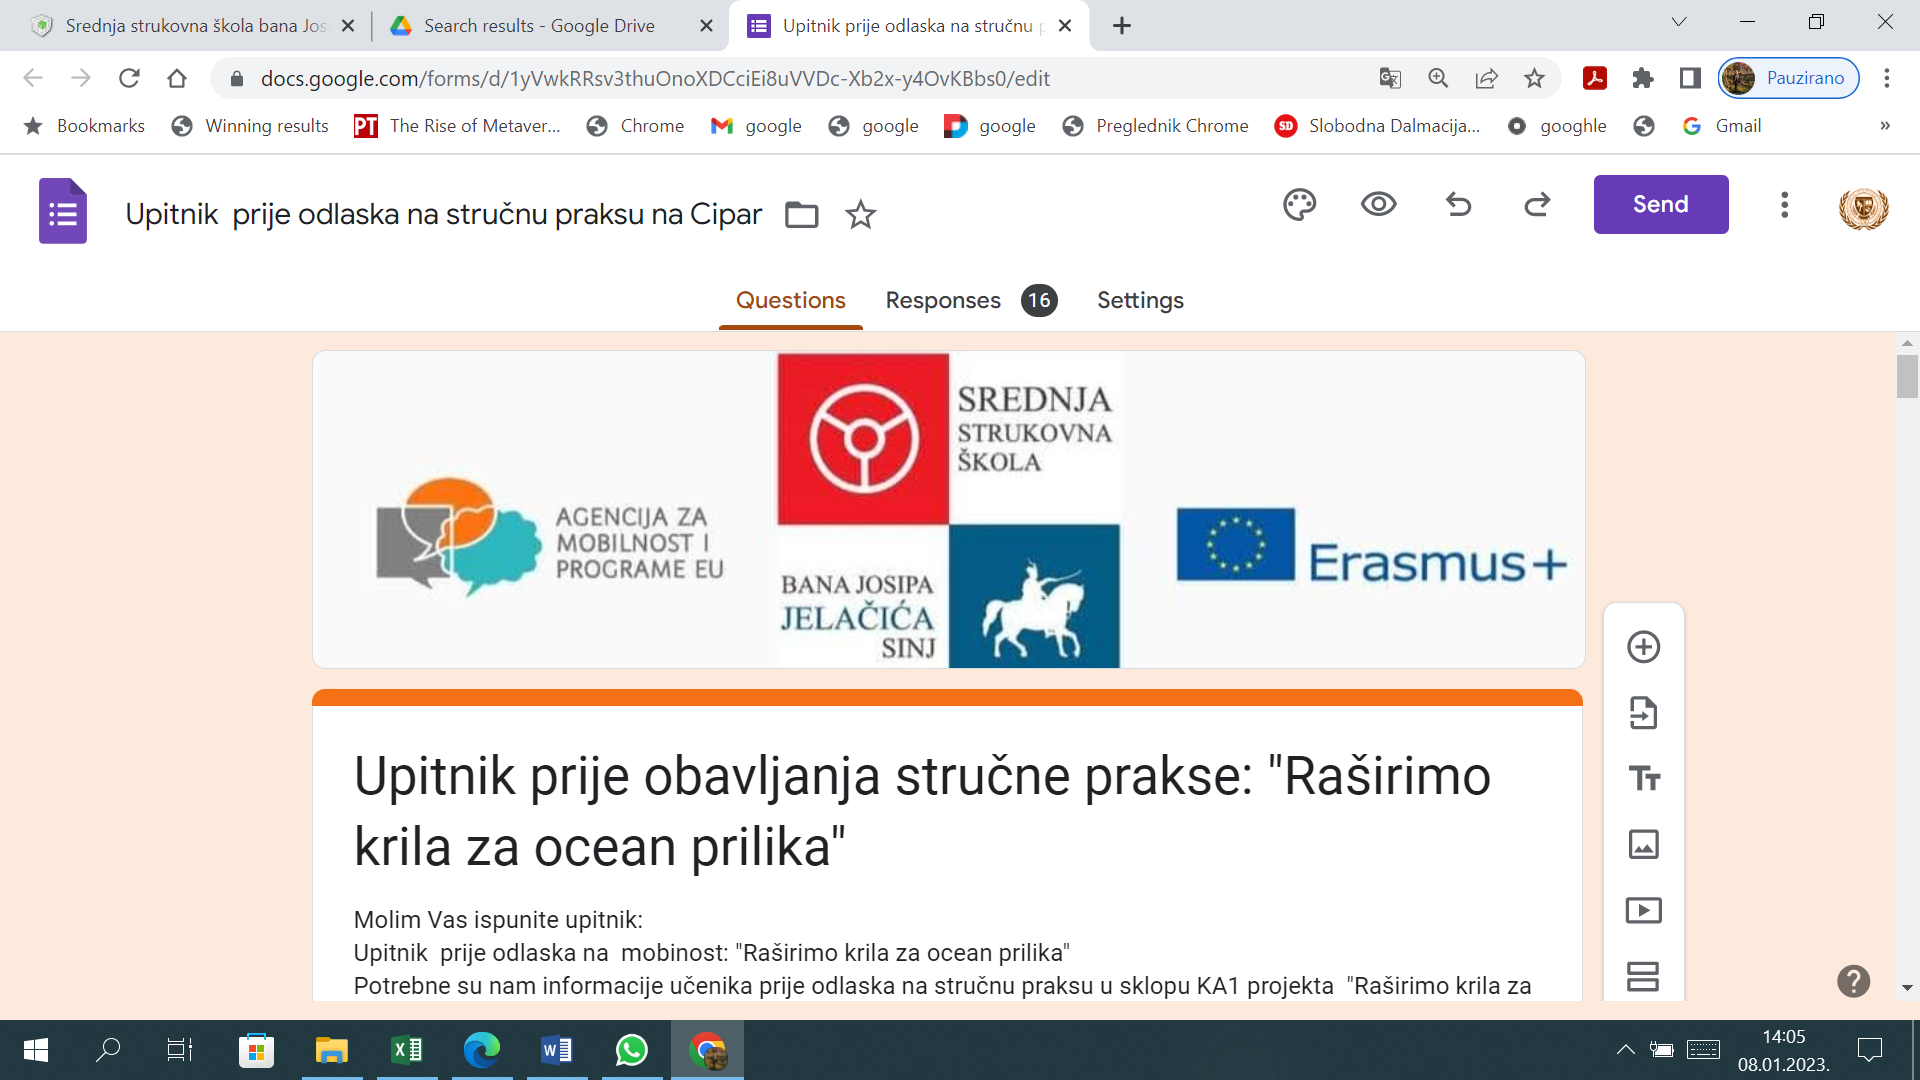 Srednja strukovna škola bana Jos
Search results - Google Drive
Upitnik prije odlaska na stručnu p
docs.google.com/forms/d/1yVwkRRsv3thuOnoXDCciEi8uVVDc-Xb2x-y4OvKBbs0/edit
Pauzirano
Bookmarks
Winning results
PT The Rise of Metaver...
Chrome
google
google
google
Preglednik Chrome
SD Slobodna Dalmacija...
googhle
Gmail
»
Upitnik  prije odlaska na stručnu praksu na Cipar
Send
Questions
Responses 16
Settings
AGENCIJA ZA
MOBILNOST I
PROGRAME EU
SREDNJA
STRUKOVNA
ŠKOLA
BANA JOSIPA
JELAČIĆA
SINJ
Erasmus+
Upitnik prije obavljanja stručne prakse: "Raširimo
krila za ocean prilika"
Molim Vas ispunite upitnik:
Upitnik  prije odlaska na  mobinost: "Raširimo krila za ocean prilika"
Potrebne su nam informacije učenika prije odlaska na stručnu praksu u sklopu KA1 projekta  "Raširimo krila za
14:05
08.01.2023.